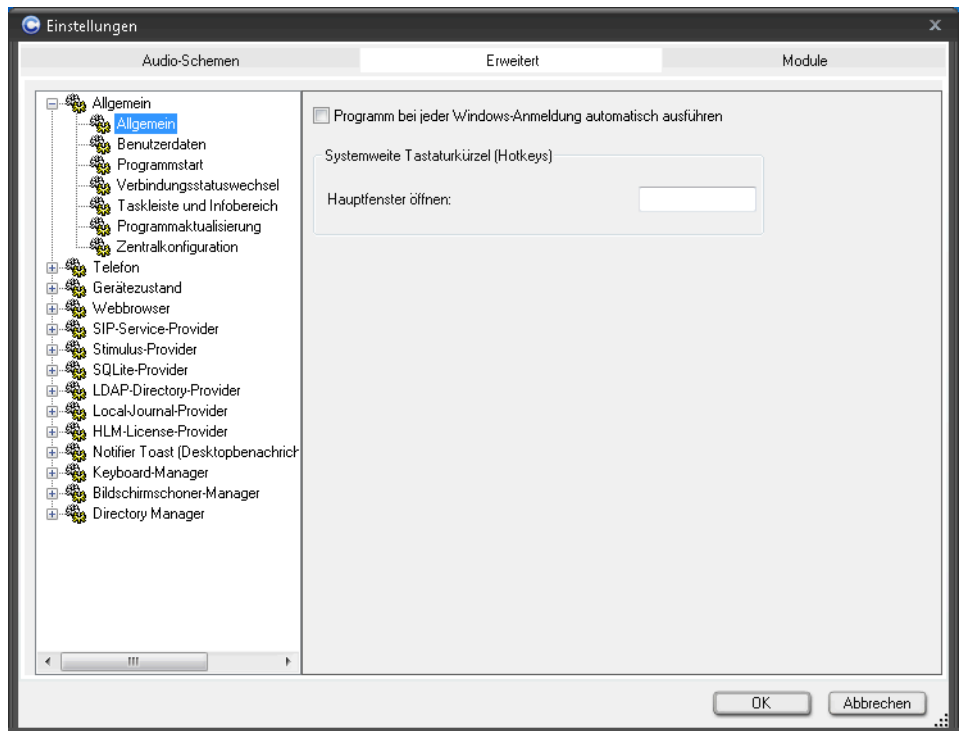 Einstellungen
Audio-Schemen
Erweitert
Module
Allgemein
Allgemein
Benutzerdaten
Programmstart
Verbindungsstatuswechsel
Taskleiste und Infobereich
Programmaktualisierung
Zentralkonfiguration
Telefon
Gerätezustand
Webbrowser
SIP-Service-Provider
Stimulus-Provider
SQLite-Provider
LDAP-Directory-Provider
Local-Journal-Provider
HLM-License-Provider
Notifier Toast (Desktopbenachrich
Keyboard-Manager
Bildschirmschoner-Manager
Directory Manager
Programm bei jeder Windows-Anmeldung automatisch ausführen
Systemweite Tastaturkürzel (Hotkeys)
Hauptfenster öffnen:
OK
Abbrechen